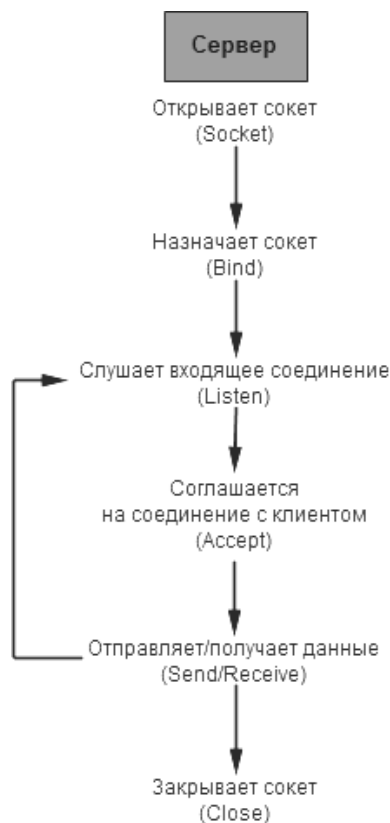 Сервер
Открывает сокет
(Socket)
Назначает сокет
(Bind)
Слушает входящее соединение
(Listen)
Соглашается
на соединение с клиентом
(Accept)
Отправляет/получает данные
(Send/Receive)
Закрывает сокет
(Close)